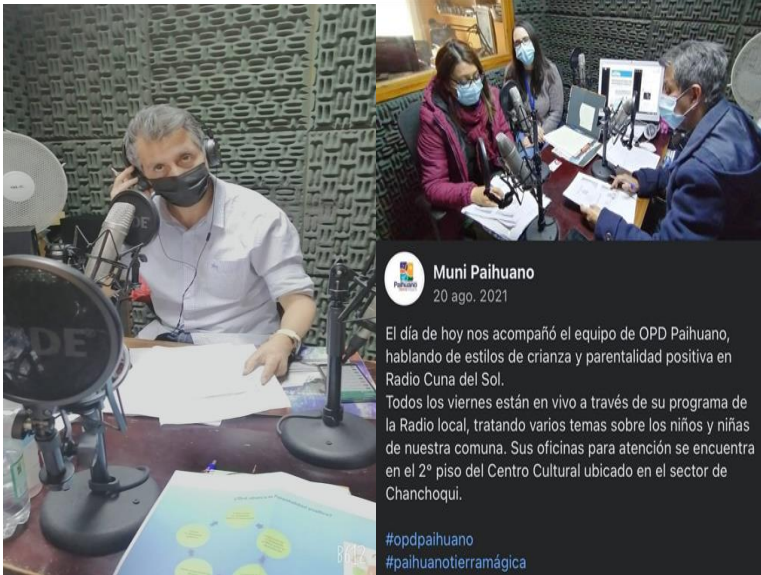 Muni Paihuano
20 ago. 2021
Paihuano
El día de hoy nos acompañó el equipo de OPD Paihuano,
hablando de estilos de crianza y parentalidad positiva en
Radio Cuna del Sol.
Todos los viernes están en vivo a través de su programa de
la Radio local, tratando varios temas sobre los niños y niñas
de nuestra comuna. Sus oficinas para atención se encuentra
en el 2° piso del Centro Cultural ubicado en el sector de
Chanchoqui.
#opdpaihuano
#paihuanotierramágica